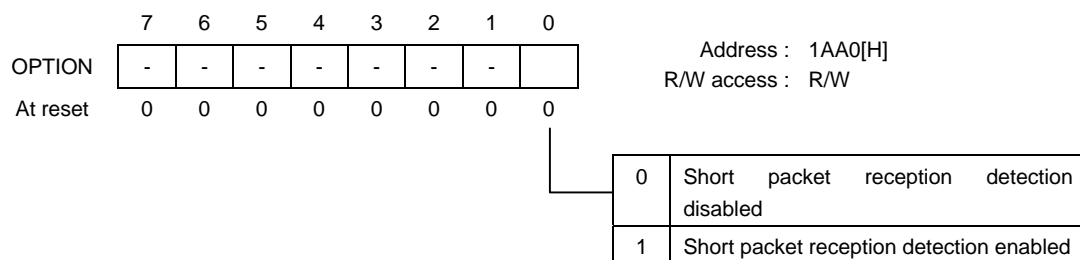 7 6 5 4 3 2 1 0
Address : 1AA0[H]
OPTION - - - - - - -
R/W access : R/W
At reset 0 0 0 0 0 0 0 0
0 Short packet reception detection
disabled
1 Short packet reception detection enabled